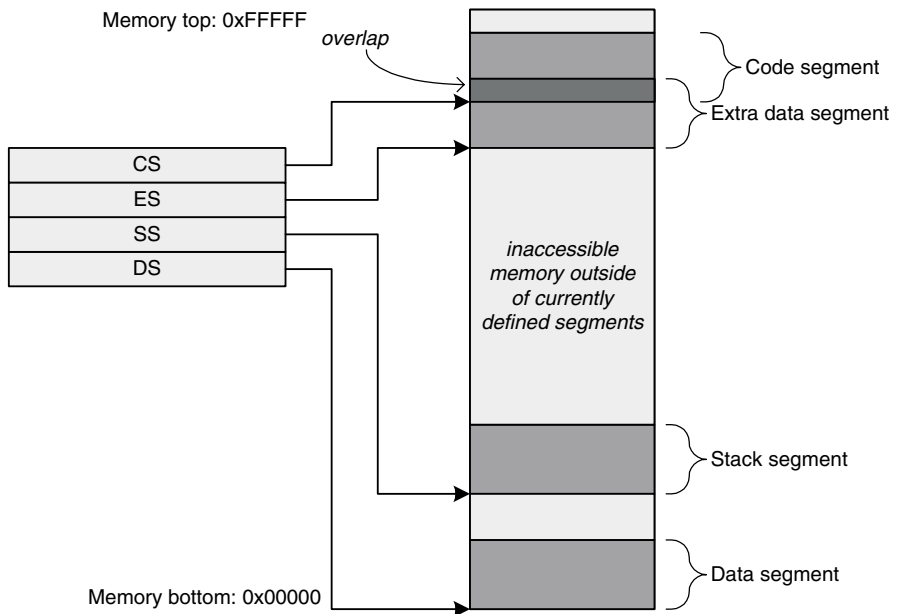 Memory top: 0xFFFFF
overlap
Code segment
Extra data segment
CS
ES
SS
DS
inaccessible
memory outside
of currently
defined segments
Stack segment
Data segment
Memory bottom: 0x00000